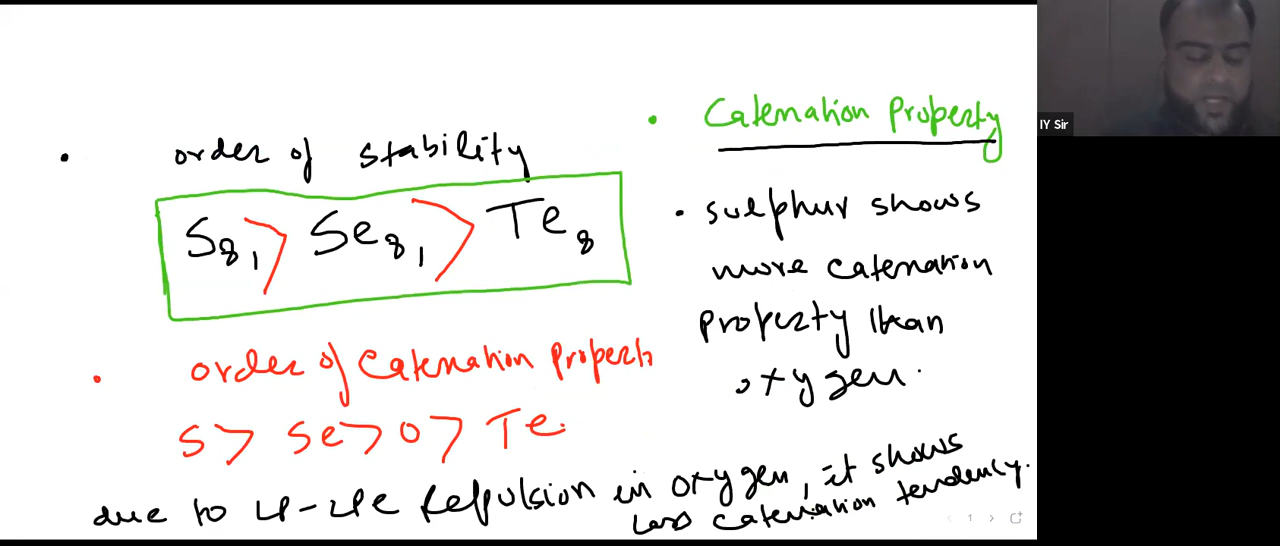 • order of stability
S8, > Se8, > Te8
• order of Catenation Property
S > Se > O > Te
• Catenation Property
• sulphur shows
more catenation
property than
oxygen.
due to lp-lp repulsion in oxygen, it shows
less catenation tendency.
IY Sir
1